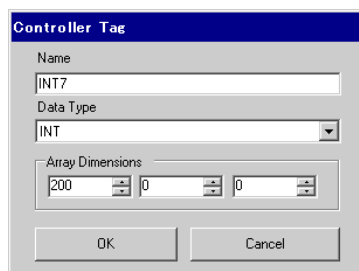 Controller Tag
Name
INT7
Data Type
INT
Array Dimensions
200 0 0
OK Cancel